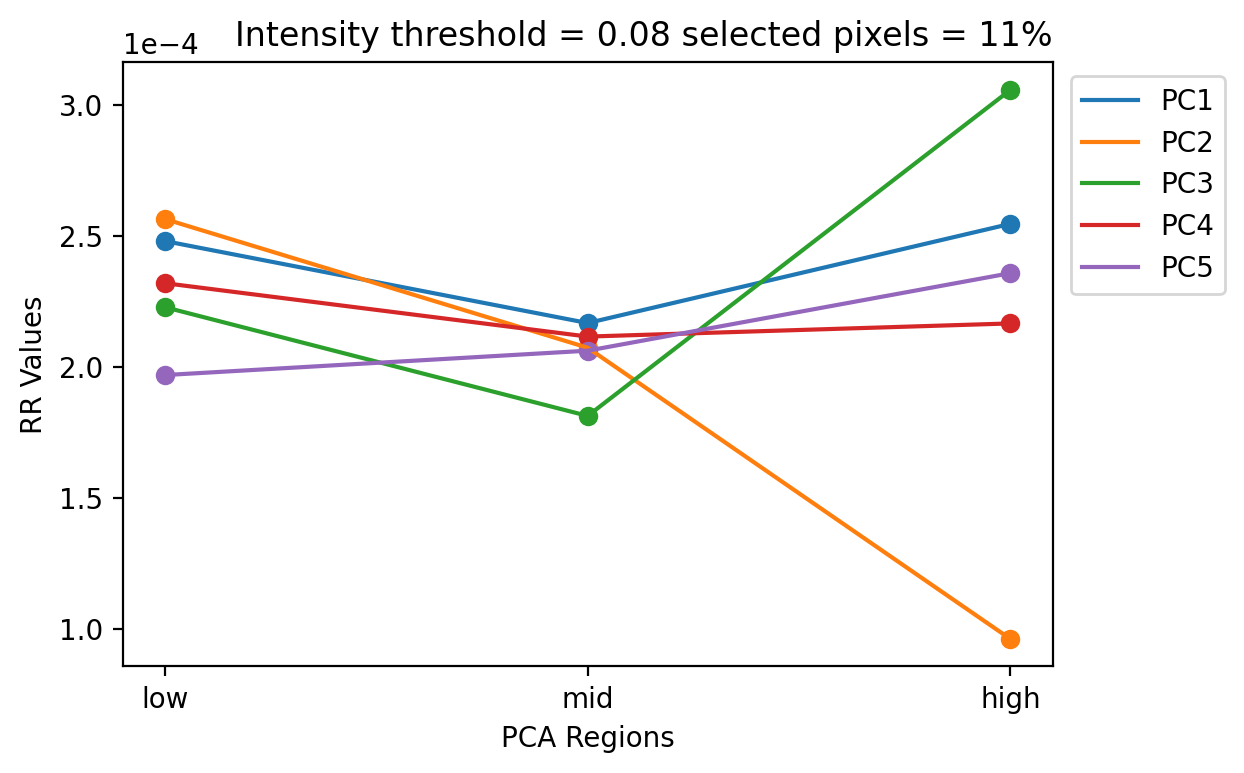 Intensity threshold = 0.08 selected pixels = 11%
1e−4
3.0
2.5
2.0
1.5
1.0
RR Values
low
mid
high
PCA Regions
PC1
PC2
PC3
PC4
PC5